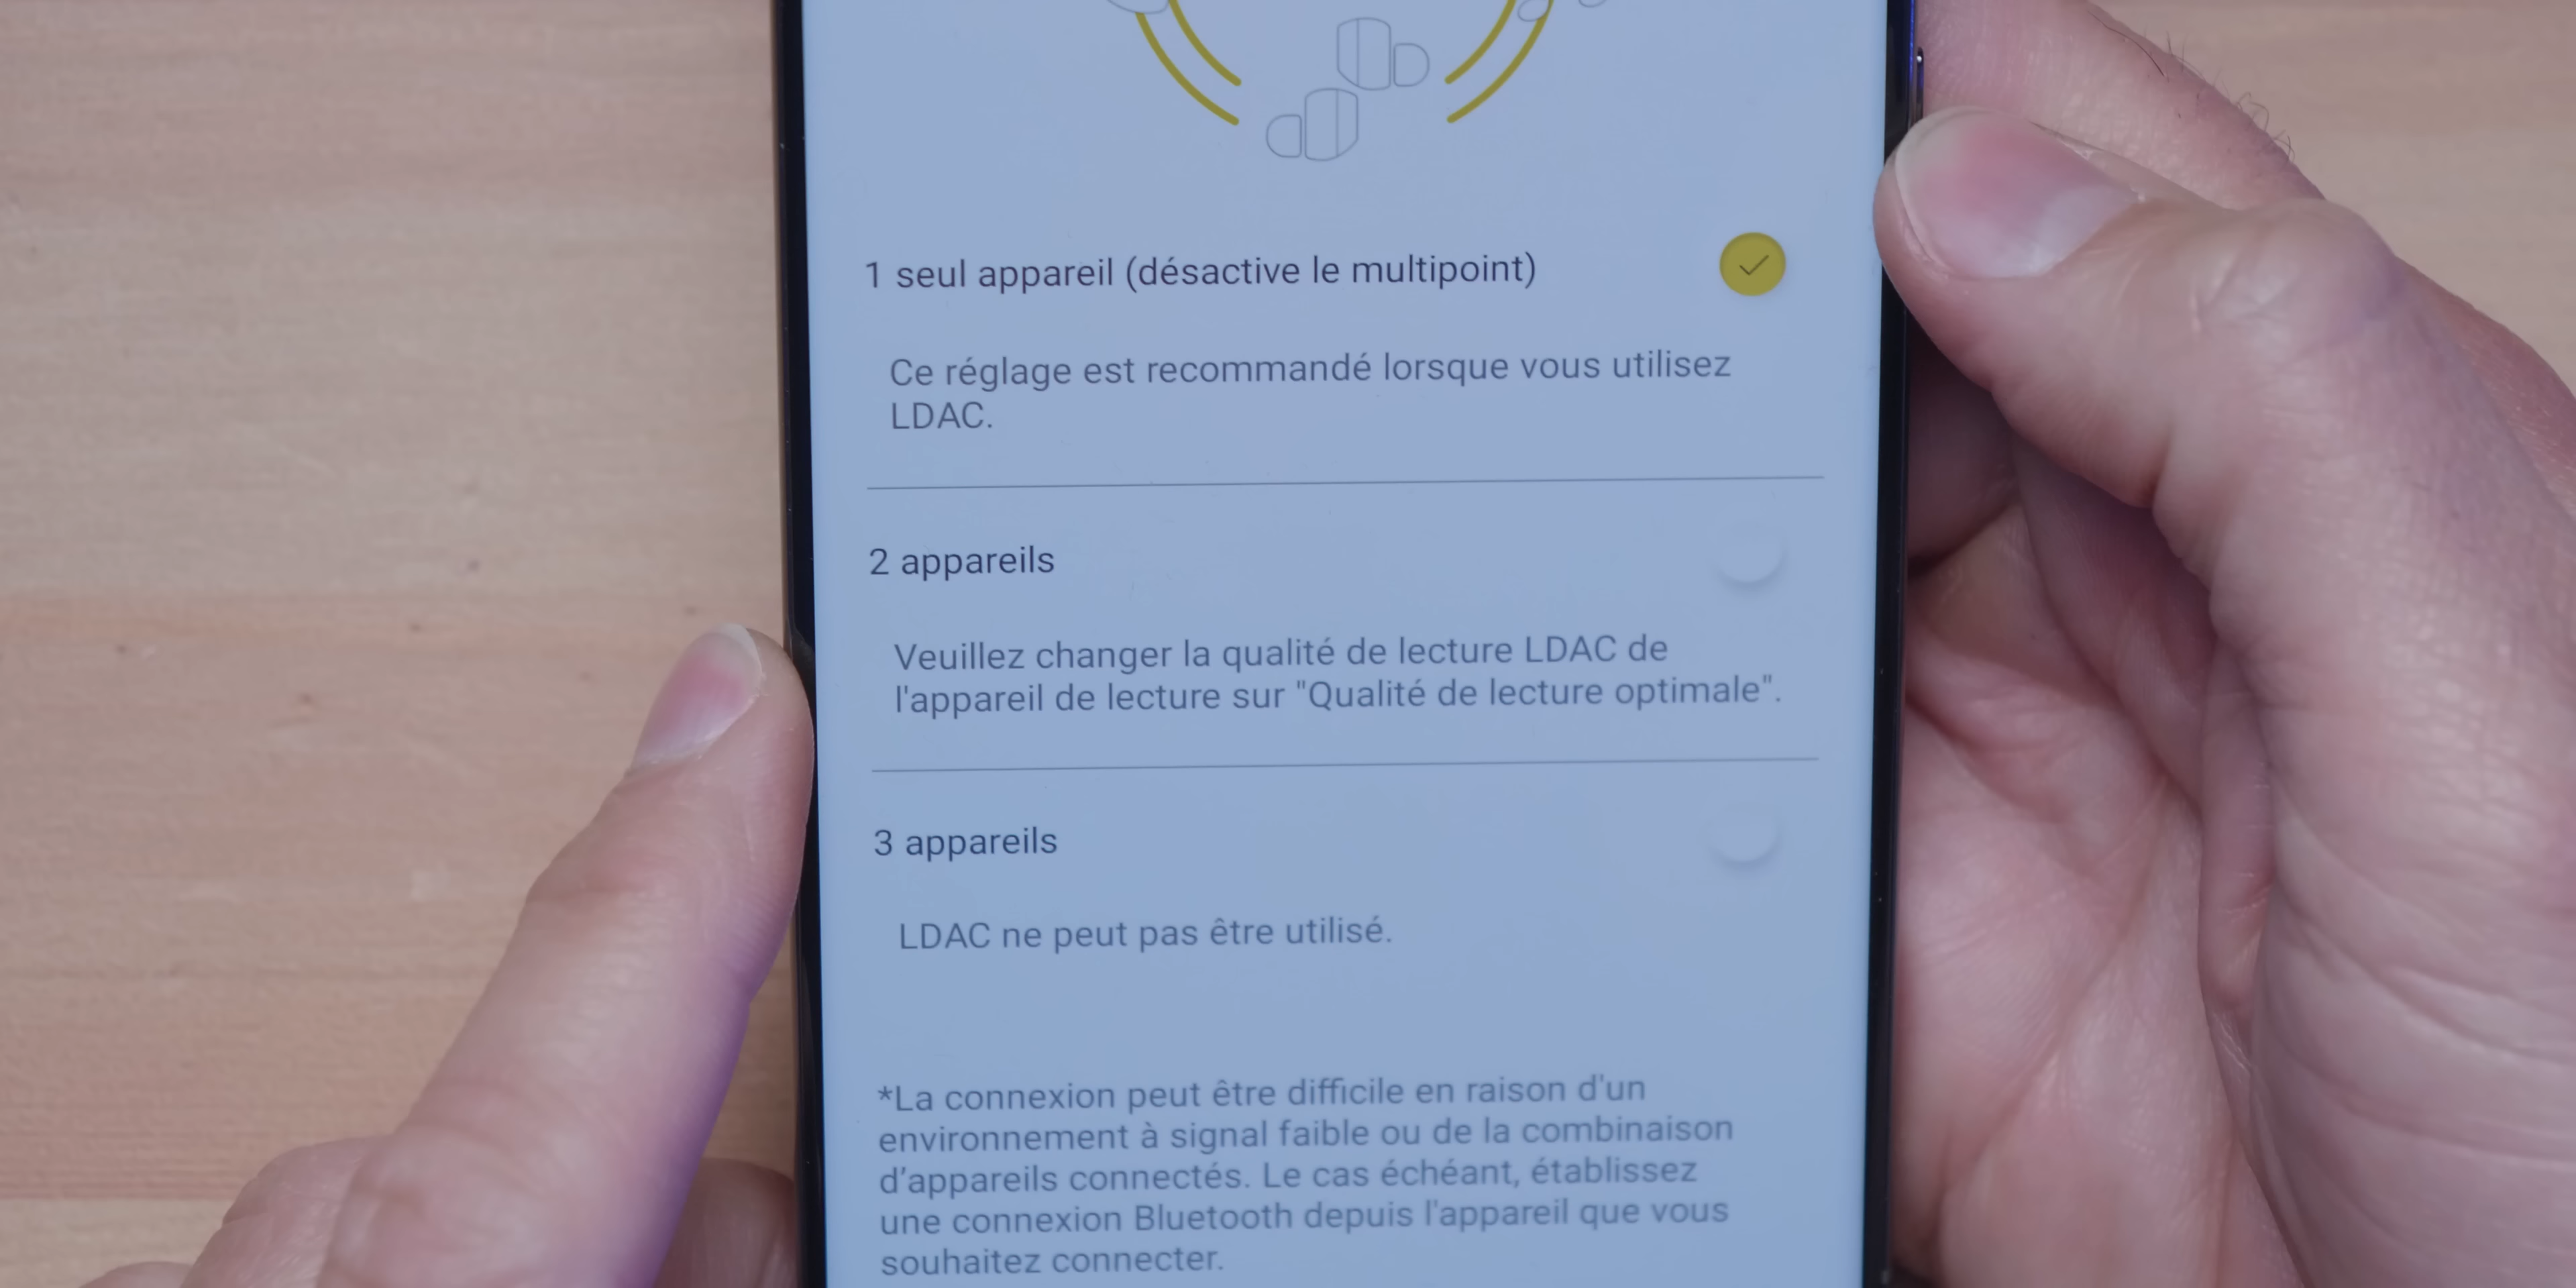 1 seul appareil (désactive le multipoint)
Ce réglage est recommandé lorsque vous utilisez
LDAC.
2 appareils
Veuillez changer la qualité de lecture LDAC de
l'appareil de lecture sur "Qualité de lecture optimale".
3 appareils
LDAC ne peut pas être utilisé.
*La connexion peut être difficile en raison d'un
environnement à signal faible ou de la combinaison
d'appareils connectés. Le cas échéant, établissez
une connexion Bluetooth depuis l'appareil que vous
souhaitez connecter.